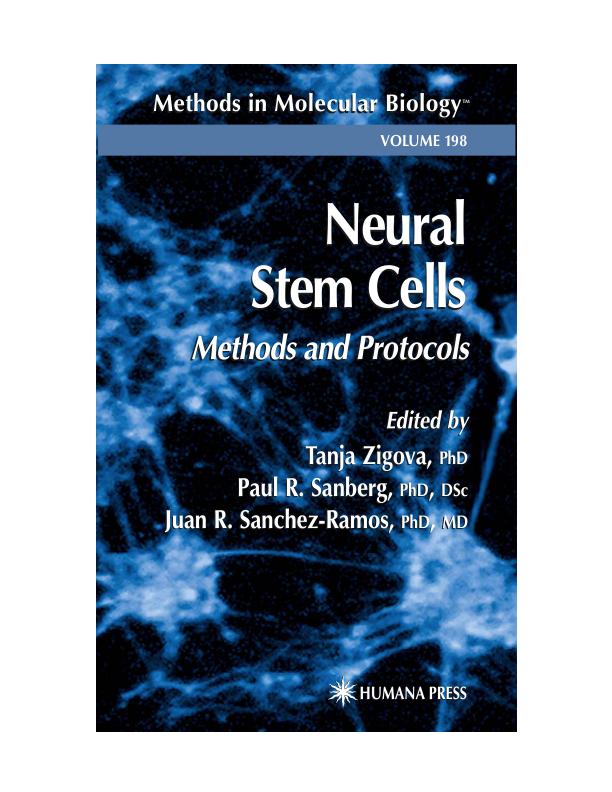 Methods in Molecular Biology™
VOLUME 198
Neural
Stem Cells
Methods and Protocols
Edited by
Tanja Zigova, PhD
Paul R. Sanberg, PhD, DSc
Juan R. Sanchez-Ramos, PhD, MD
HUMANA PRESS